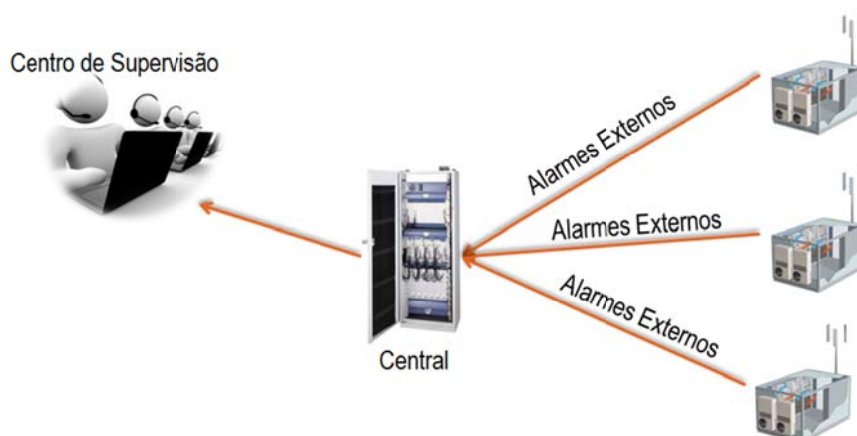 Centro de Supervisão
Alarmes Externos
Alarmes Externos
Alarmes Externos
Central